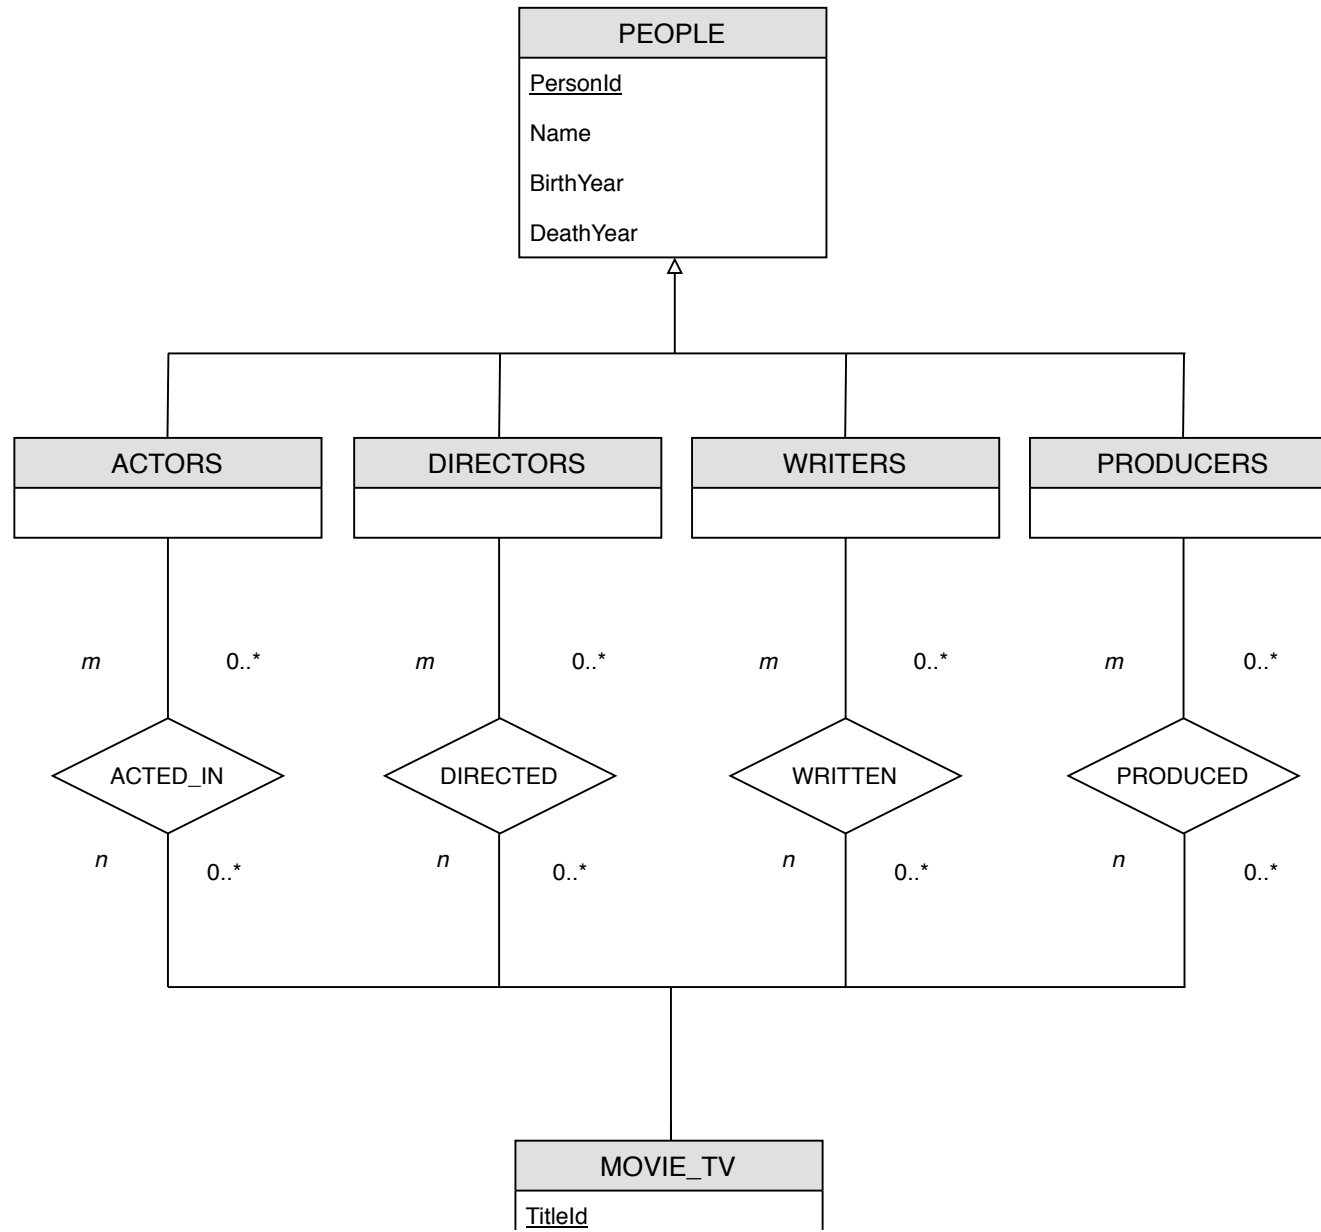 PEOPLE
PersonId
Name
BirthYear
DeathYear
ACTORS DIRECTORS WRITERS PRODUCERS
m 0..* m 0..* m 0..* m 0..*
ACTED_IN DIRECTED WRITTEN PRODUCED
n 0..* n 0..* n 0..* n 0..*
MOVIE_TV
TitleId